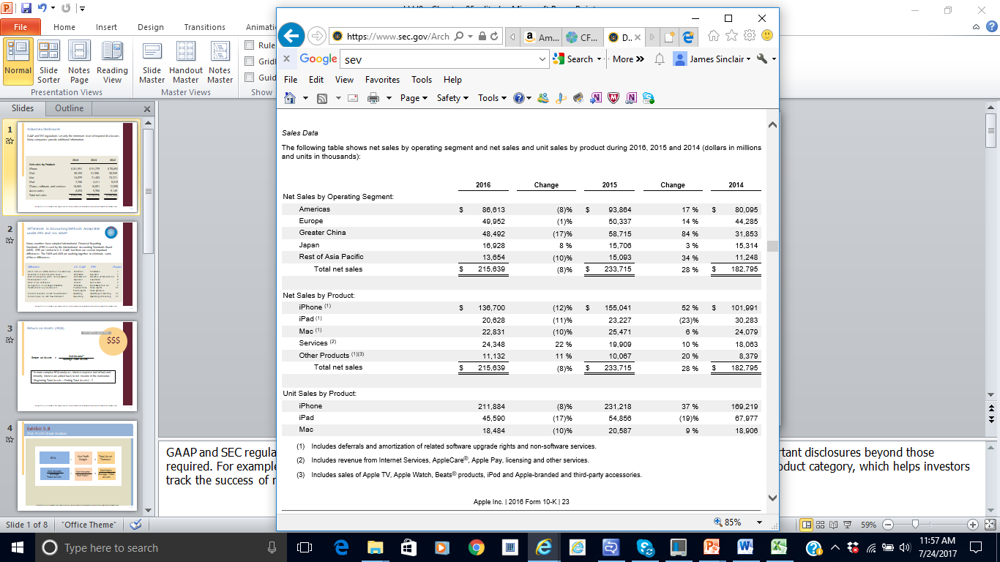 File Home Insert Design Transitions
Normal Slide Sorter Notes Page Reading View Slide Master Handout Master Notes Master
Presentation Views Master Views Show
Slides Outline
https://www.sec.gov/Arch Am... CF... D...
Google sev Search More James Sinclair
File Edit View Favorites Tools Help
Page Safety Tools
Sales Data
The following table shows net sales by operating segment and net sales and unit sales by product during 2016, 2015 and 2014 (dollars in millions
and units in thousands):
2016 Change 2015 Change 2014
Net Sales by Operating Segment:
Americas $ 86,613 (8)% $ 93,864 17 % $ 80,095
Europe 49,952 (1)% 50,337 14 % 44,285
Greater China 48,492 (17)% 58,715 84 % 31,853
Japan 16,928 8 % 15,706 3 % 15,314
Rest of Asia Pacific 13,654 (10)% 15,093 34 % 11,248
Total net sales $ 215,639 (8)% $ 233,715 28 % $ 182,795
Net Sales by Product:
iPhone (1) $ 136,700 (12)% $ 155,041 52 % $ 101,991
iPad (1) 20,628 (11)% 23,227 (23)% 30,283
Mac (1) 22,831 (10)% 25,471 6 % 24,079
Services (2) 24,348 22 % 19,909 10 % 18,063
Other Products (1)(3) 11,132 11 % 10,067 20 % 8,379
Total net sales $ 215,639 (8)% $ 233,715 28 % $ 182,795
Unit Sales by Product:
iPhone 211,884 (8)% 231,218 37 % 169,219
iPad 45,590 (17)% 54,856 (19)% 67,977
Mac 18,484 (10)% 20,587 9 % 18,906
(1) Includes deferrals and amortization of related software upgrade rights and non-software services.
(2) Includes revenue from Internet Services, AppleCare®, Apple Pay, licensing and other services.
(3) Includes sales of Apple TV, Apple Watch, Beats® products, iPod and Apple-branded and third-party accessories.
Apple Inc. | 2016 Form 10-K | 23
85%
1 Voluntary Disclosures
2 Differences in Accounting Methods Acceptable
under IFRS and U.S. GAAP
3 Return on Assets (ROA)
$$$
4 Exhibit 5.8
ROA Profit Driver Analysis
GAAP and SEC regula tant disclosures beyond those
required. For example oduct category, which helps investors
track the success of
Slide 1 of 8 "Office Theme" 59%
Type here to search 11:57 AM
7/24/2017